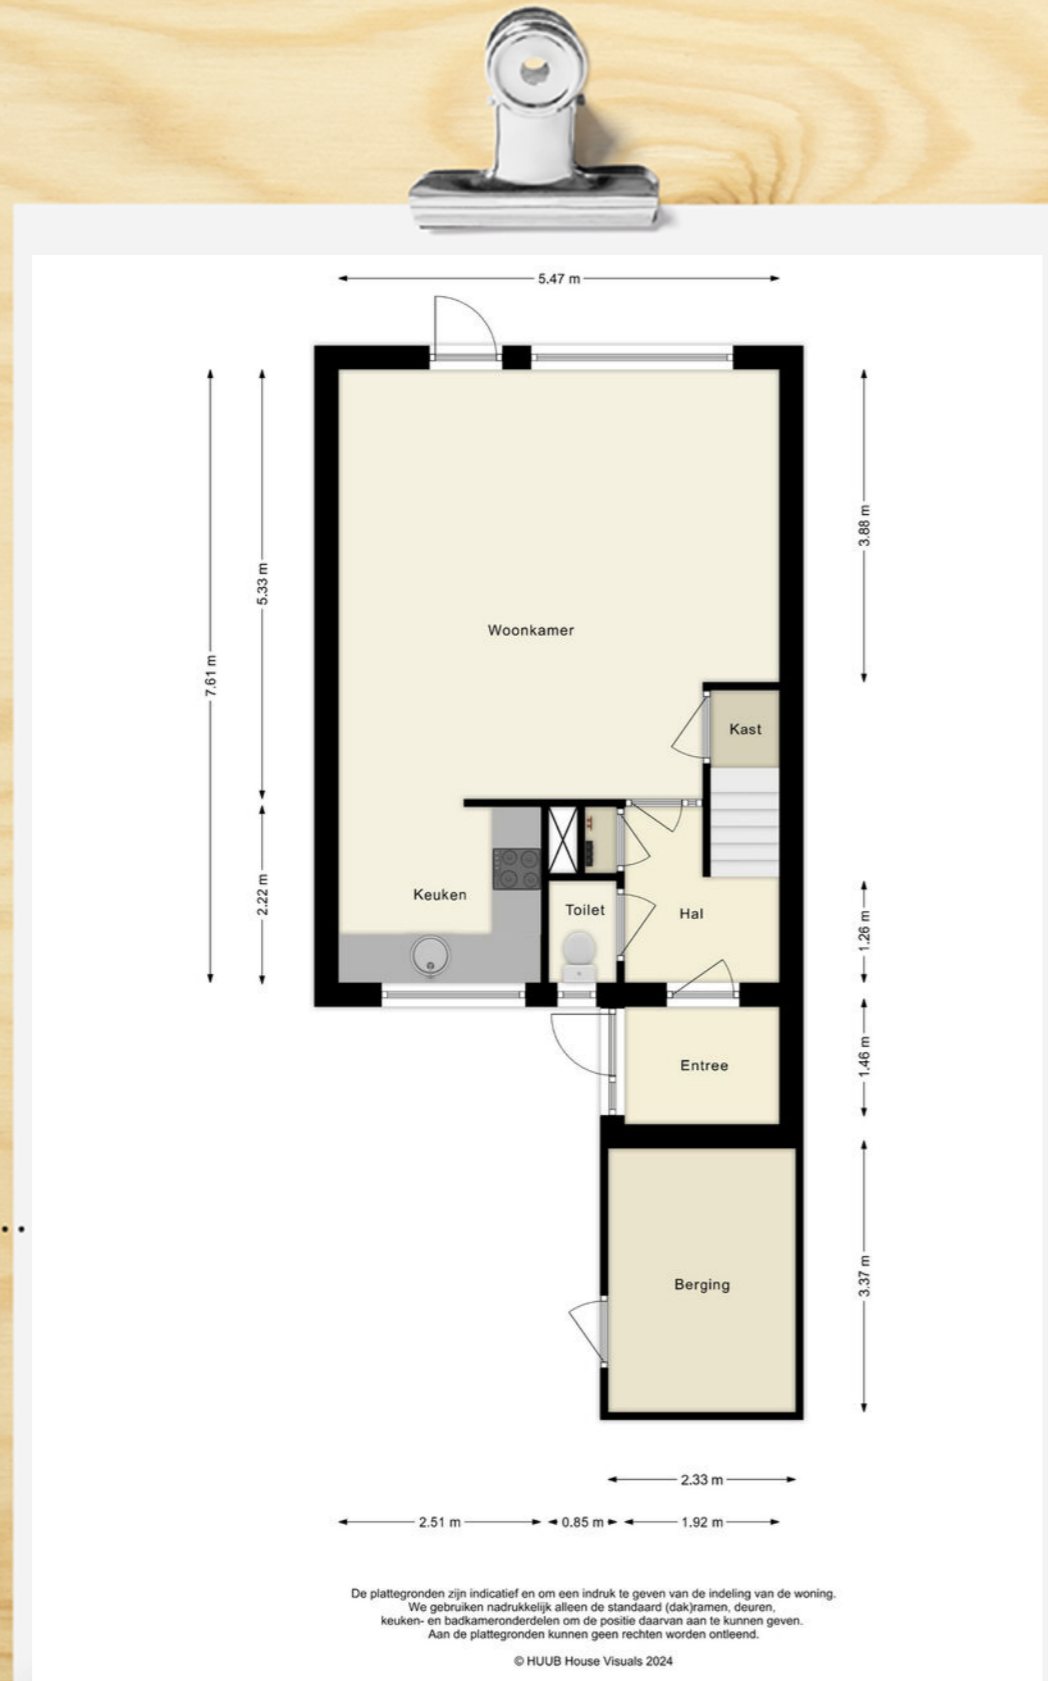 5.47 m
5.33 m
7.61 m
3.88 m
Woonkamer
Kast
2.22 m
Keuken
Toilet
Hal
1.26 m
Entree
1.46 m
Berging
3.37 m
2.33 m
2.51 m
0.85 m
1.92 m
De plattegronden zijn indicatief en om een indruk te geven van de indeling van de woning.
We gebruiken nadrukkelijk alleen de standaard (dak)ramen, deuren,
keuken- en badkameronderdelen om de positie daarvan aan te kunnen geven.
Aan de plattegronden kunnen geen rechten worden ontleend.
© HUUB House Visuals 2024